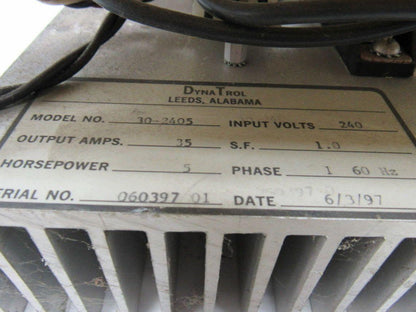 DYNATROL
LEEDS, ALABAMA
MODEL NO. 30-2405 INPUT VOLTS 240
OUTPUT AMPS. 35 S.F. 1.0
HORSEPOWER 5 PHASE 1 60 Hz
ERIAL NO. 060397 01 DATE 6/3/97